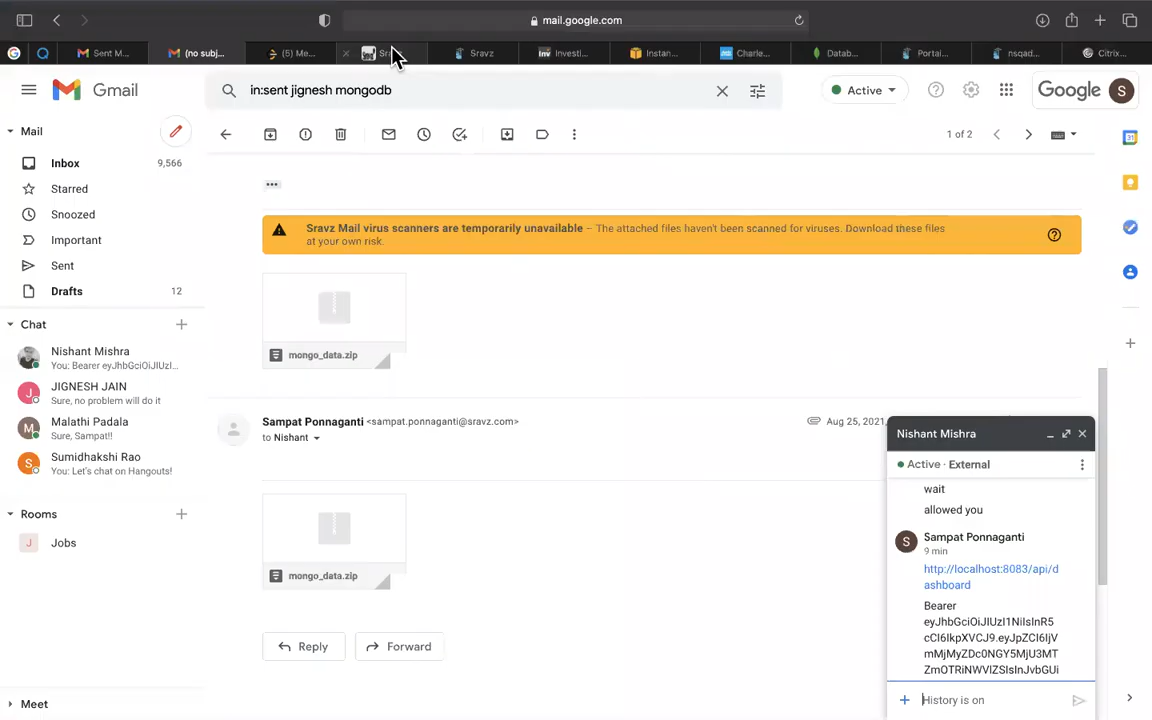 mail.google.com
Sent M...
(no subj...
(5) Me...
Sra
Sravz
Investi...
Instan...
Charle...
Datab...
Portai...
nsqad...
Citrix...
Gmail
in:sent jignesh mongodb
Active
Google
S
Mail
1 of 2
Inbox
9,566
Starred
Snoozed
Important
Sent
Drafts
12
Sravz Mail virus scanners are temporarily unavailable – The attached files haven't been scanned for viruses. Download these files
at your own risk.
mongo_data.zip
Chat
Nishant Mishra
You: Bearer eyJhbGciOiJIUzI...
JIGNESH JAIN
Sure, no problem will do it
Malathi Padala
Sure, Sampat!!
Sumidhakshi Rao
You: Let's chat on Hangouts!
Sampat Ponnaganti <sampat.ponnaganti@sravz.com>
Aug 25, 2021,
to Nishant
mongo_data.zip
Rooms
Jobs
Reply
Forward
Meet
Nishant Mishra
Active · External
wait
allowed you
Sampat Ponnaganti
9 min
http://localhost:8083/api/d
ashboard
Bearer
eyJhbGciOiJIUzI1NiIsInR5
cCI6IkpXVCJ9.eyJpZCI6IjV
mMjMyZDc0NGY5MjU3MT
ZmOTRiNWVlZSIsInJvbGUi
History is on